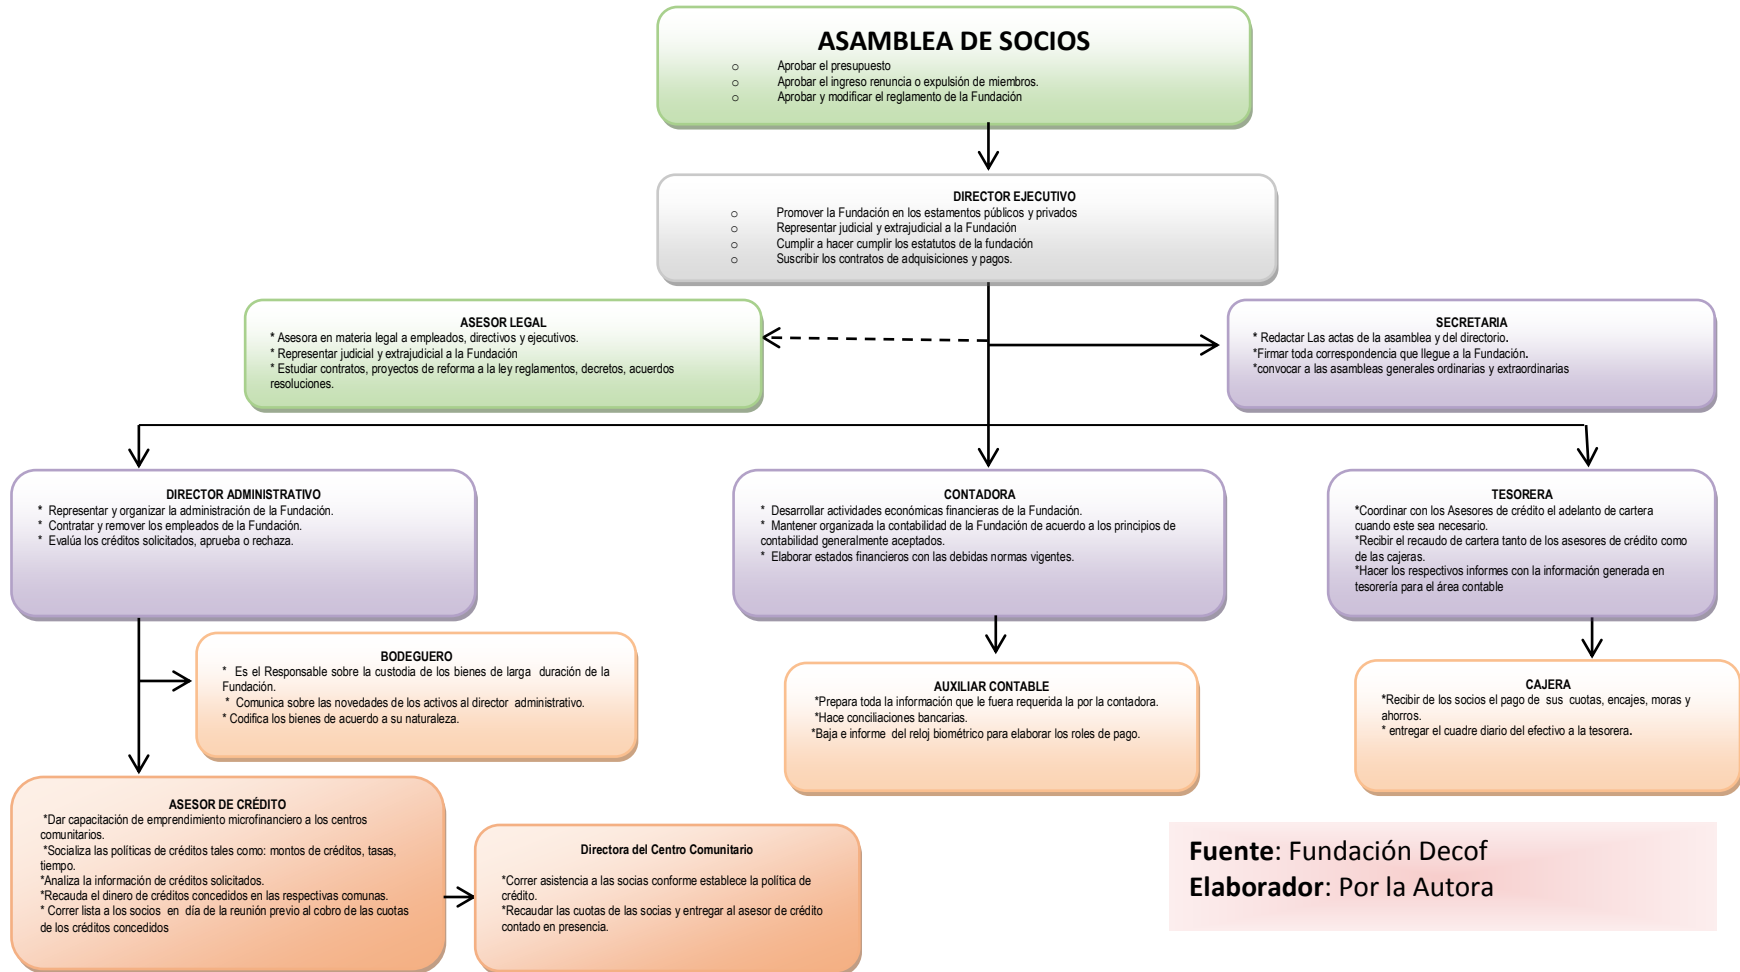 ASAMBLEA DE SOCIOS
o Aprobar el presupuesto
o Aprobar el ingreso renuncia o expulsión de miembros.
o Aprobar y modificar el reglamento de la Fundación
DIRECTOR EJECUTIVO
o Promover la Fundación en los estamentos públicos y privados
o Representar judicial y extrajudicial a la Fundación
o Cumplir a hacer cumplir los estatutos de la fundación
o Suscribir los contratos de adquisiciones y pagos.
ASESOR LEGAL
* Asesora en materia legal a empleados, directivos y ejecutivos.
* Representar judicial y extrajudicial a la Fundación
* Estudiar contratos, proyectos de reforma a la ley reglamentos, decretos, acuerdos
resoluciones.
SECRETARIA
* Redactar Las actas de la asamblea y del directorio.
*Firmar toda correspondencia que llegue a la Fundación.
*convocar a las asambleas generales ordinarias y extraordinarias
DIRECTOR ADMINISTRATIVO
* Representar y organizar la administración de la Fundación.
* Contratar y remover los empleados de la Fundación.
* Evalúa los créditos solicitados, aprueba o rechaza.
CONTADORA
* Desarrollar actividades económicas financieras de la Fundación.
* Mantener organizada la contabilidad de la Fundación de acuerdo a los principios de
contabilidad generalmente aceptados.
* Elaborar estados financieros con las debidas normas vigentes.
TESORERA
*Coordinar con los Asesores de crédito el adelanto de cartera
cuando este sea necesario.
*Recibir el recaudo de cartera tanto de los asesores de crédito como
de las cajeras.
*Hacer los respectivos informes con la información generada en
tesorería para el área contable
BODEGUERO
* Es el Responsable sobre la custodia de los bienes de larga duración de la
Fundación.
* Comunica sobre las novedades de los activos al director administrativo.
* Codifica los bienes de acuerdo a su naturaleza.
AUXILIAR CONTABLE
*Prepara toda la información que le fuera requerida la por la contadora.
*Hace conciliaciones bancarias.
*Baja e informe del reloj biométrico para elaborar los roles de pago.
CAJERA
*Recibir de los socios el pago de sus cuotas, encajes, moras y
ahorros.
* entregar el cuadre diario del efectivo a la tesorera.
ASESOR DE CRÉDITO
*Dar capacitación de emprendimiento microfinanciero a los centros
comunitarios.
*Socializa las políticas de créditos tales como: montos de créditos, tasas,
tiempo.
*Analiza la información de créditos solicitados.
*Recauda el dinero de créditos concedidos en las respectivas comunas.
* Correr lista a los socios en día de la reunión previo al cobro de las cuotas
de los créditos concedidos
Directora del Centro Comunitario
*Correr asistencia a las socias conforme establece la política de
crédito.
*Recaudar las cuotas de las socias y entregar al asesor de crédito
contado en presencia.
Fuente: Fundación Decof
Elaborador: Por la Autora